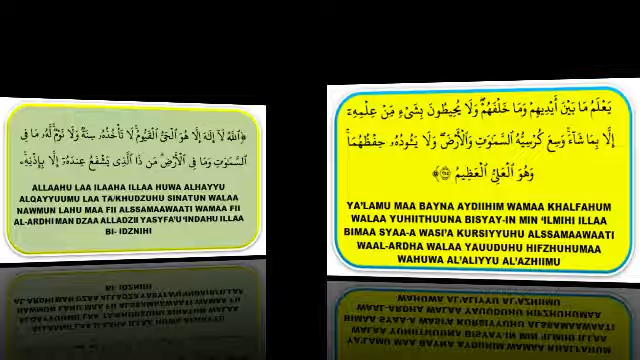 ﴿ٱللَّهُ لَآ إِلَٰهَ إِلَّا هُوَ ٱلْحَىُّ ٱلْقَيُّومُ ۚ لَا تَأْخُذُهُۥ سِنَةٌ وَلَا نَوْمٌ ۚ لَّهُۥ مَا فِى
ٱلسَّمَٰوَٰتِ وَمَا فِى ٱلْأَرْضِ ۗ مَن ذَا ٱلَّذِى يَشْفَعُ عِندَهُۥٓ إِلَّا بِإِذْنِهِۦ ۚ
ALLAAHU LAA ILAAHA ILLAA HUWA ALHAYYU
ALQAYYUUMU LAA TA/KHUDZUHU SINATUN WALAA
NAWMUN LAHU MAA FII ALSSAMAAWAATI WAMAA FII
AL-ARDHI MAN DZAA ALLADZII YASYFA'U 'INDAHU ILLAA
BI- IDZNIHI
يَعْلَمُ مَا بَيْنَ أَيْدِيهِمْ وَمَا خَلْفَهُمْ ۖ وَلَا يُحِيطُونَ بِشَىْءٍ مِّنْ عِلْمِهِۦٓ
إِلَّا بِمَا شَآءَ ۚ وَسِعَ كُرْسِيُّهُ ٱلسَّمَٰوَٰتِ وَٱلْأَرْضَ ۖ وَلَا يَـُٔودُهُۥ حِفْظُهُمَا ۚ
وَهُوَ ٱلْعَلِىُّ ٱلْعَظِيمُ ﴿٢٥٥﴾
YA'LAMU MAA BAYNA AYDIIHIM WAMAA KHALFAHUM
WALAA YUHIITHUUNA BISYAY-IN MIN 'ILMIHI ILLAA
BIMAA SYAA-A WASI'A KURSIYYUHU ALSSAMAAWAATI
WAAL-ARDHA WALAA YAUUDUHU HIFZHUHUMAA
WAHUWA AL'ALIYYU AL'AZHIIMU